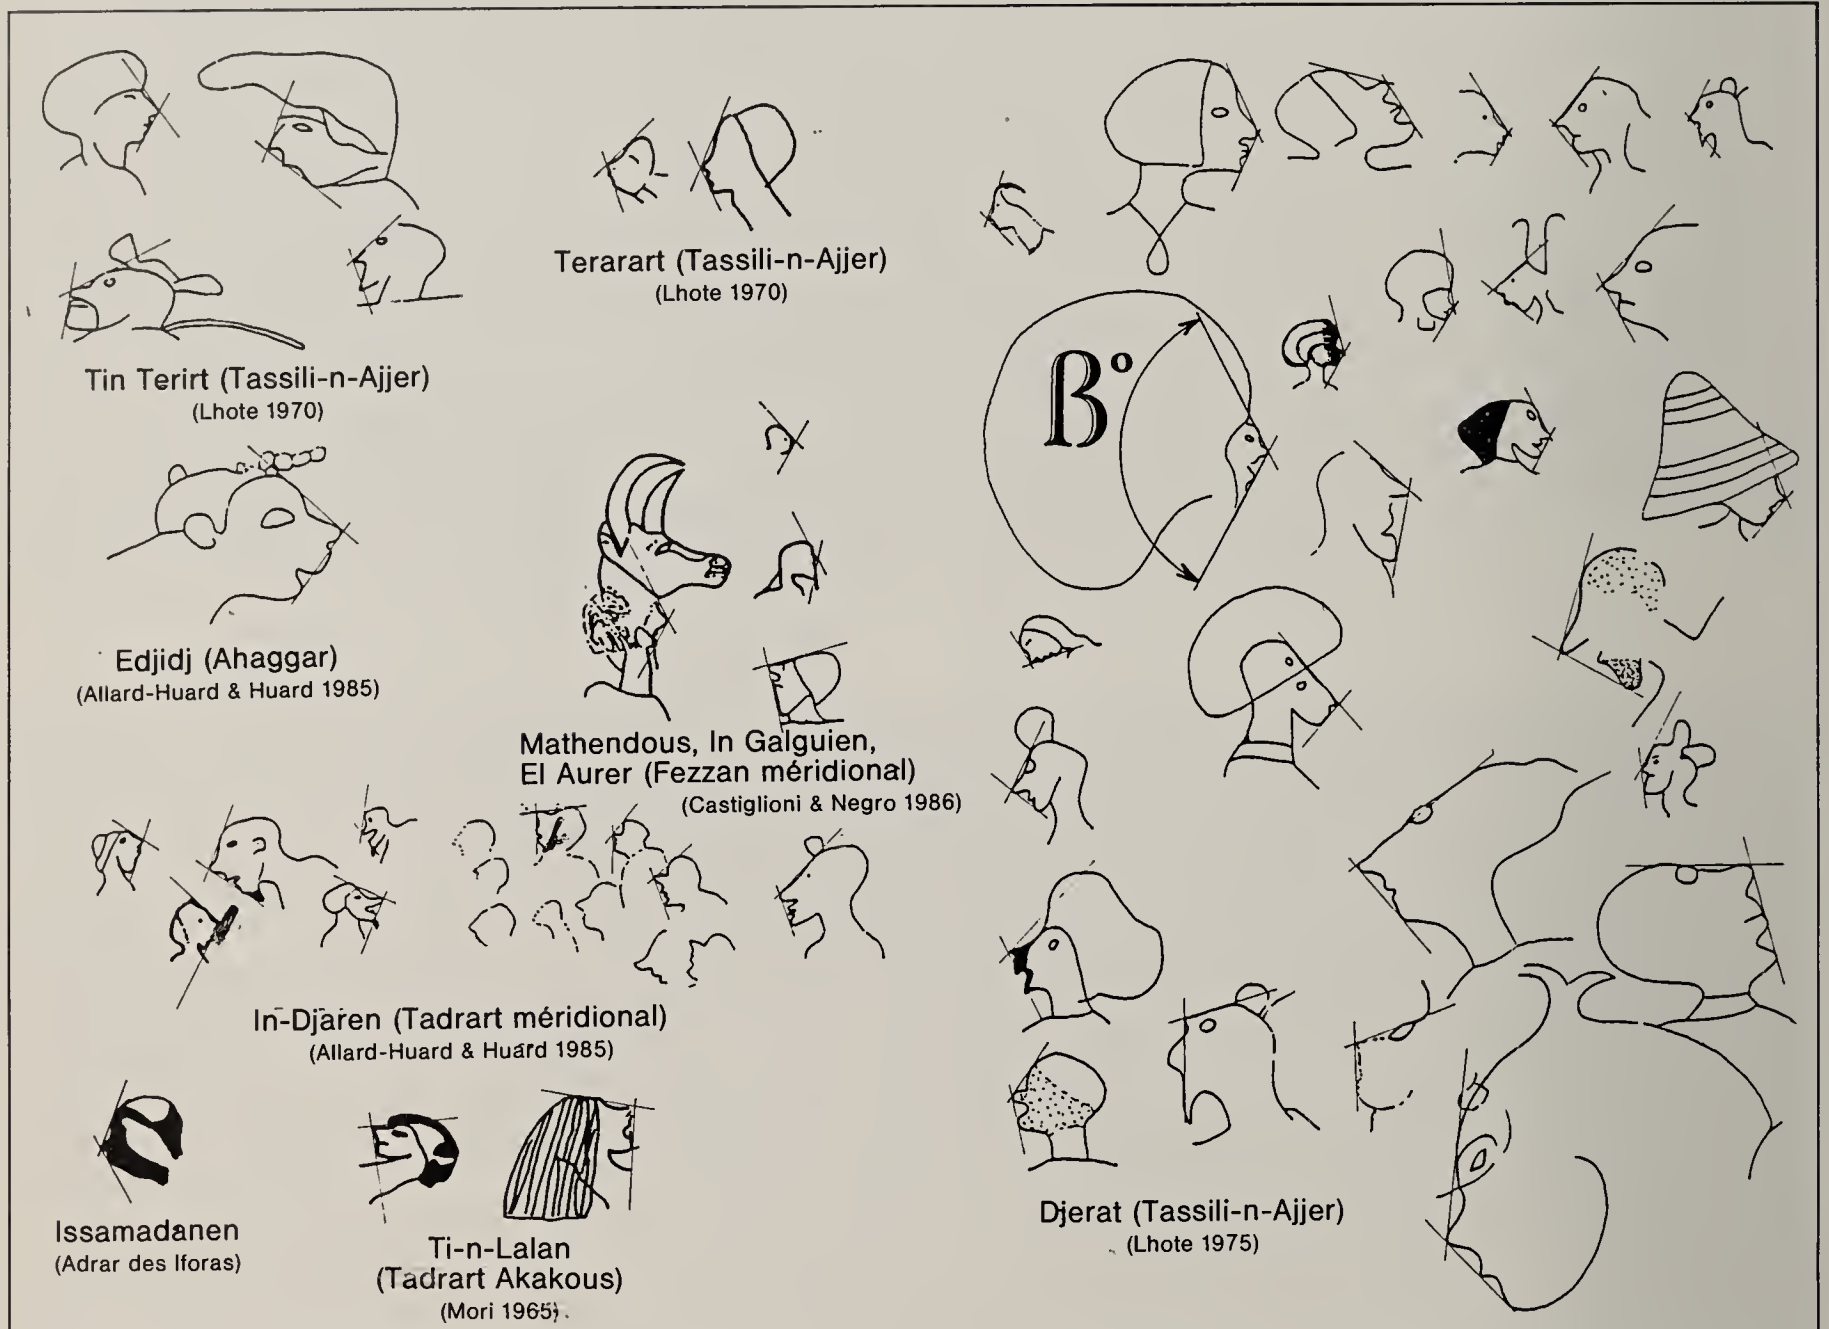 Terarart (Tassili-n-Ajjer)
(Lhote 1970)
Tin Terirt (Tassili-n-Ajjer)
(Lhote 1970)
ß°
Edjidj (Ahaggar)
(Allard-Huard & Huard 1985)
Mathendous, In Galguien,
El Aurer (Fezzan méridional)
(Castiglioni & Negro 1986)
In-Djaren (Tadrart méridional)
(Allard-Huard & Huard 1985)
Issamadanen
(Adrar des Iforas)
Ti-n-Lalan
(Tadrart Akakous)
(Mori 1965).
Djerat (Tassili-n-Ajjer)
(Lhote 1975)